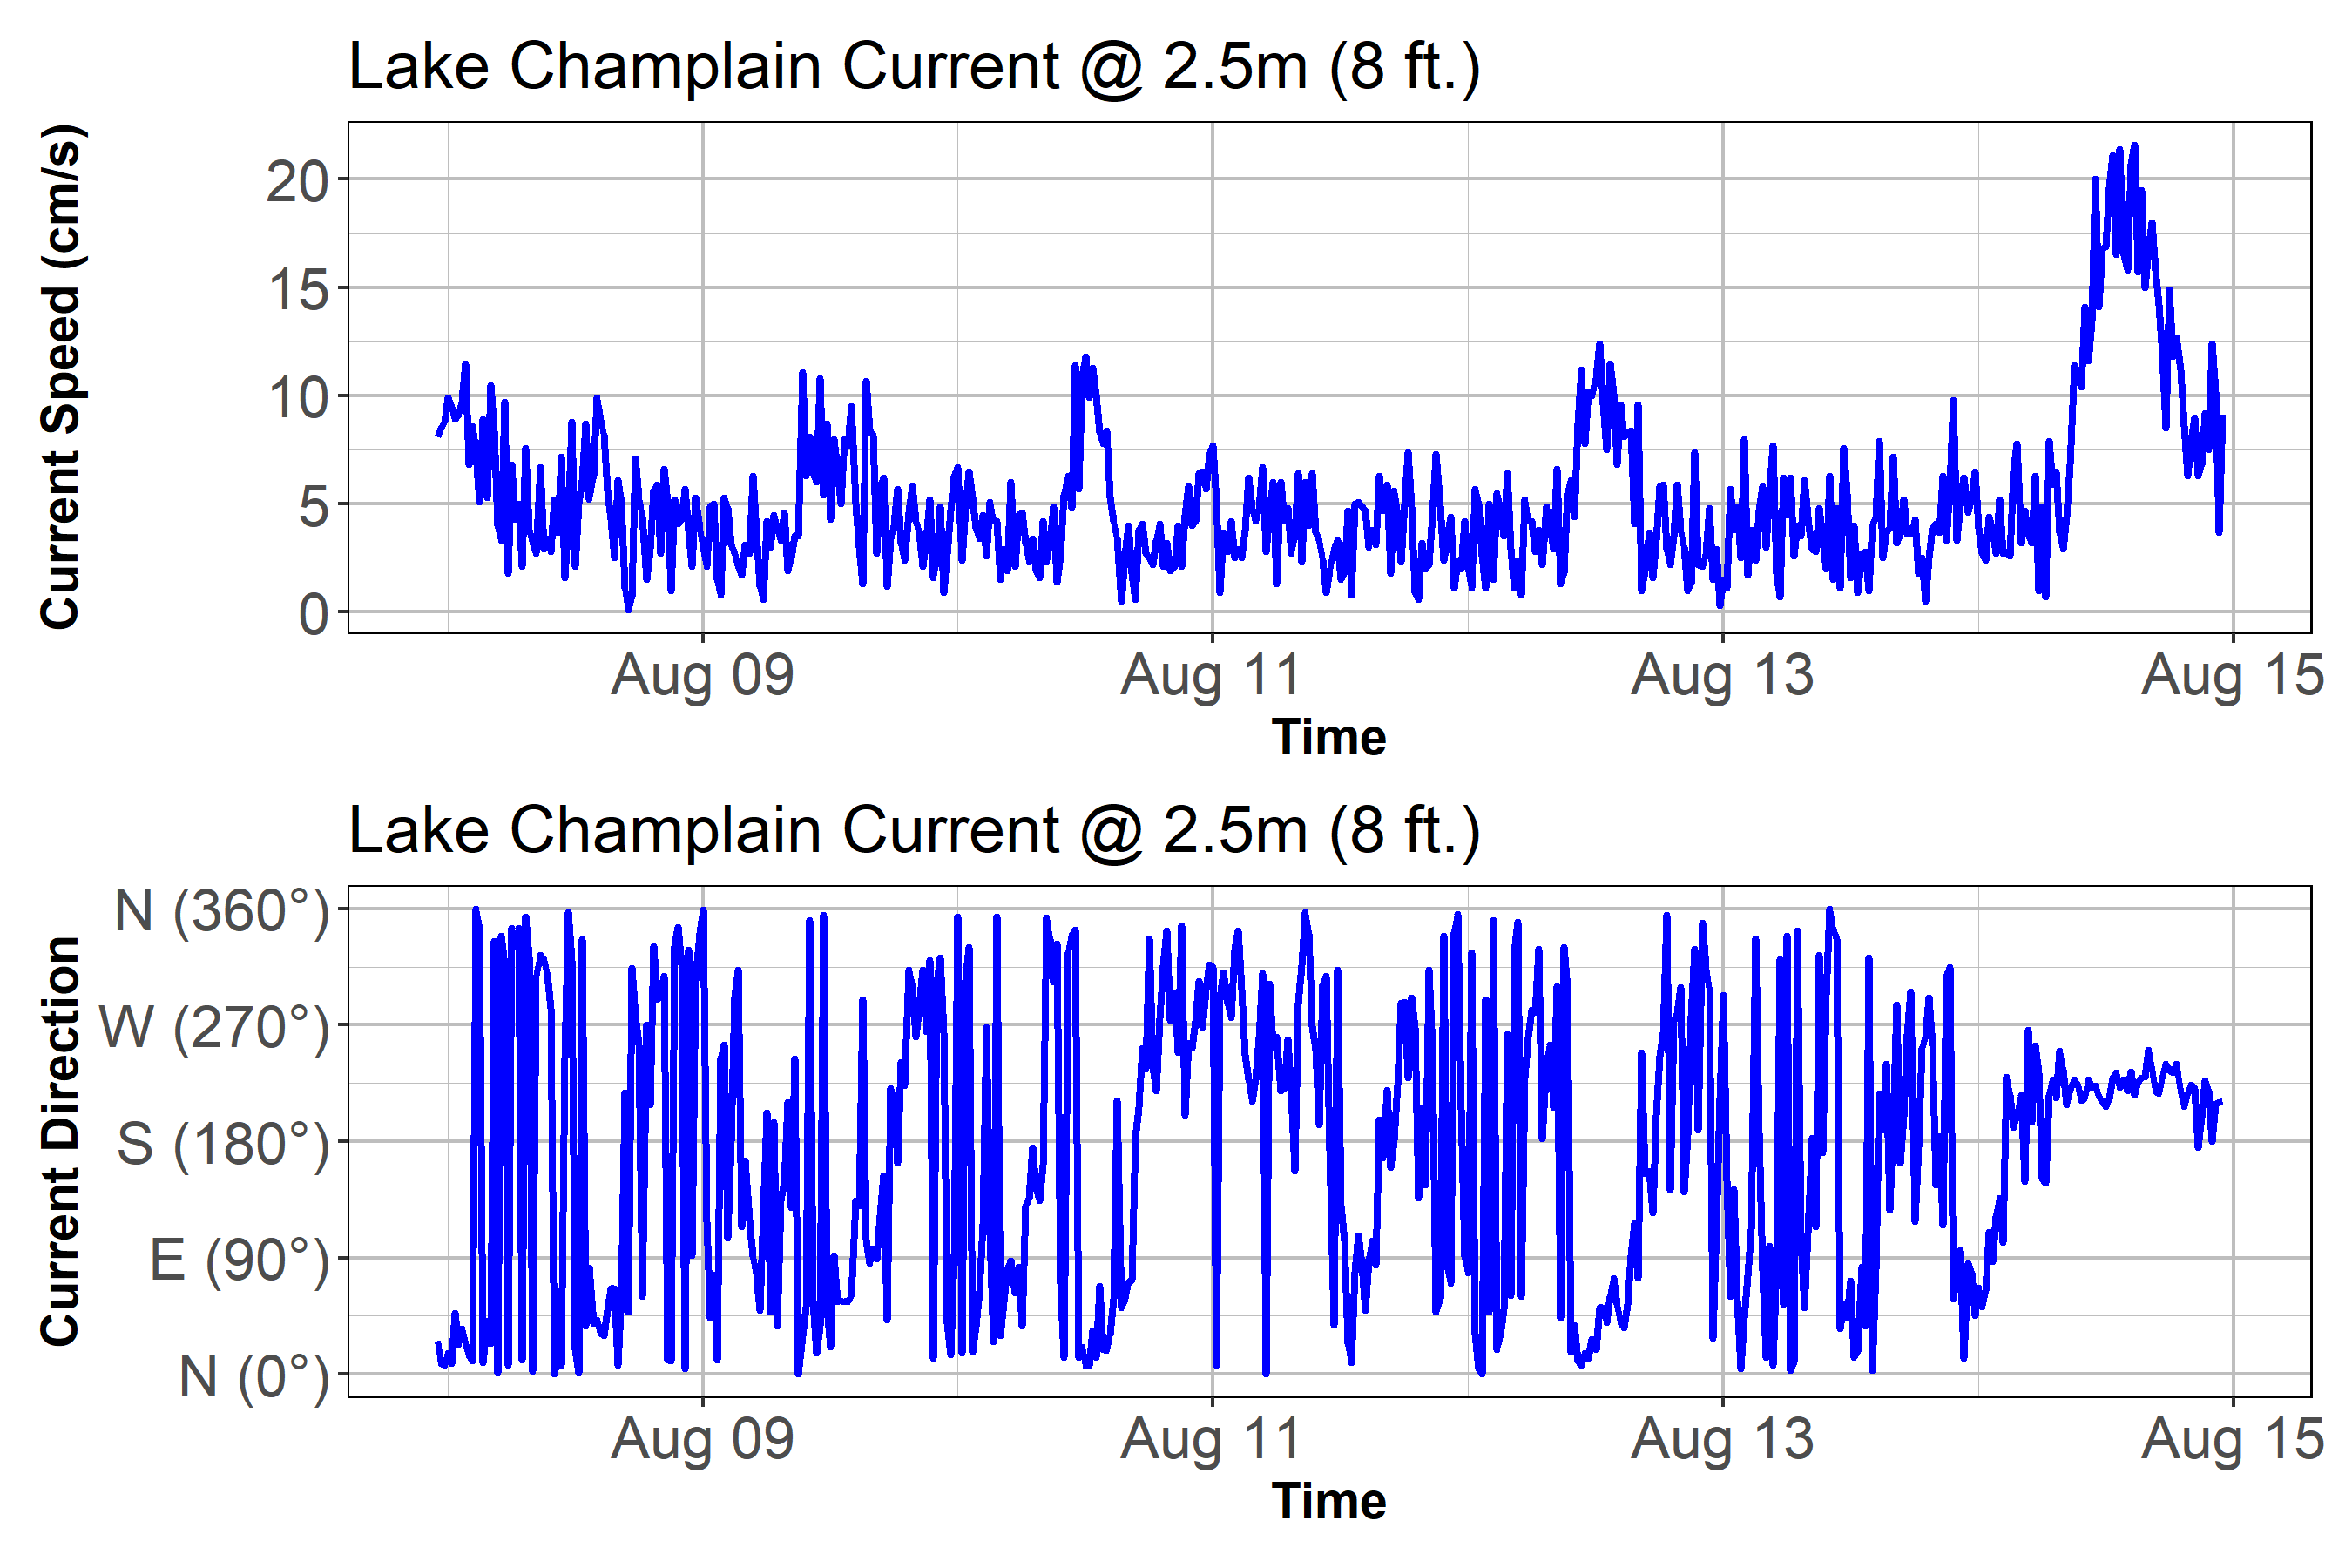 Lake Champlain Current @ 2.5m (8 ft.)
Current Speed (cm/s)
20
15
10
5
0
Aug 09
Aug 11
Aug 13
Aug 15
Time
Lake Champlain Current @ 2.5m (8 ft.)
Current Direction
N (360°)
W (270°)
S (180°)
E (90°)
N (0°)
Aug 09
Aug 11
Aug 13
Aug 15
Time